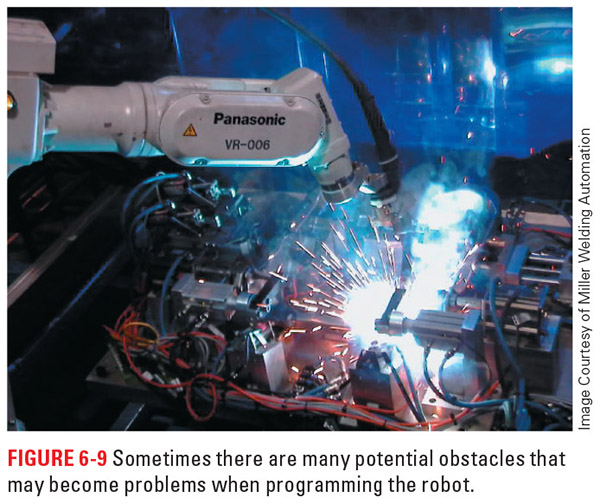 Panasonic
VR-006
Image Courtesy of Miller Welding Automation
FIGURE 6-9 Sometimes there are many potential obstacles that
may become problems when programming the robot.